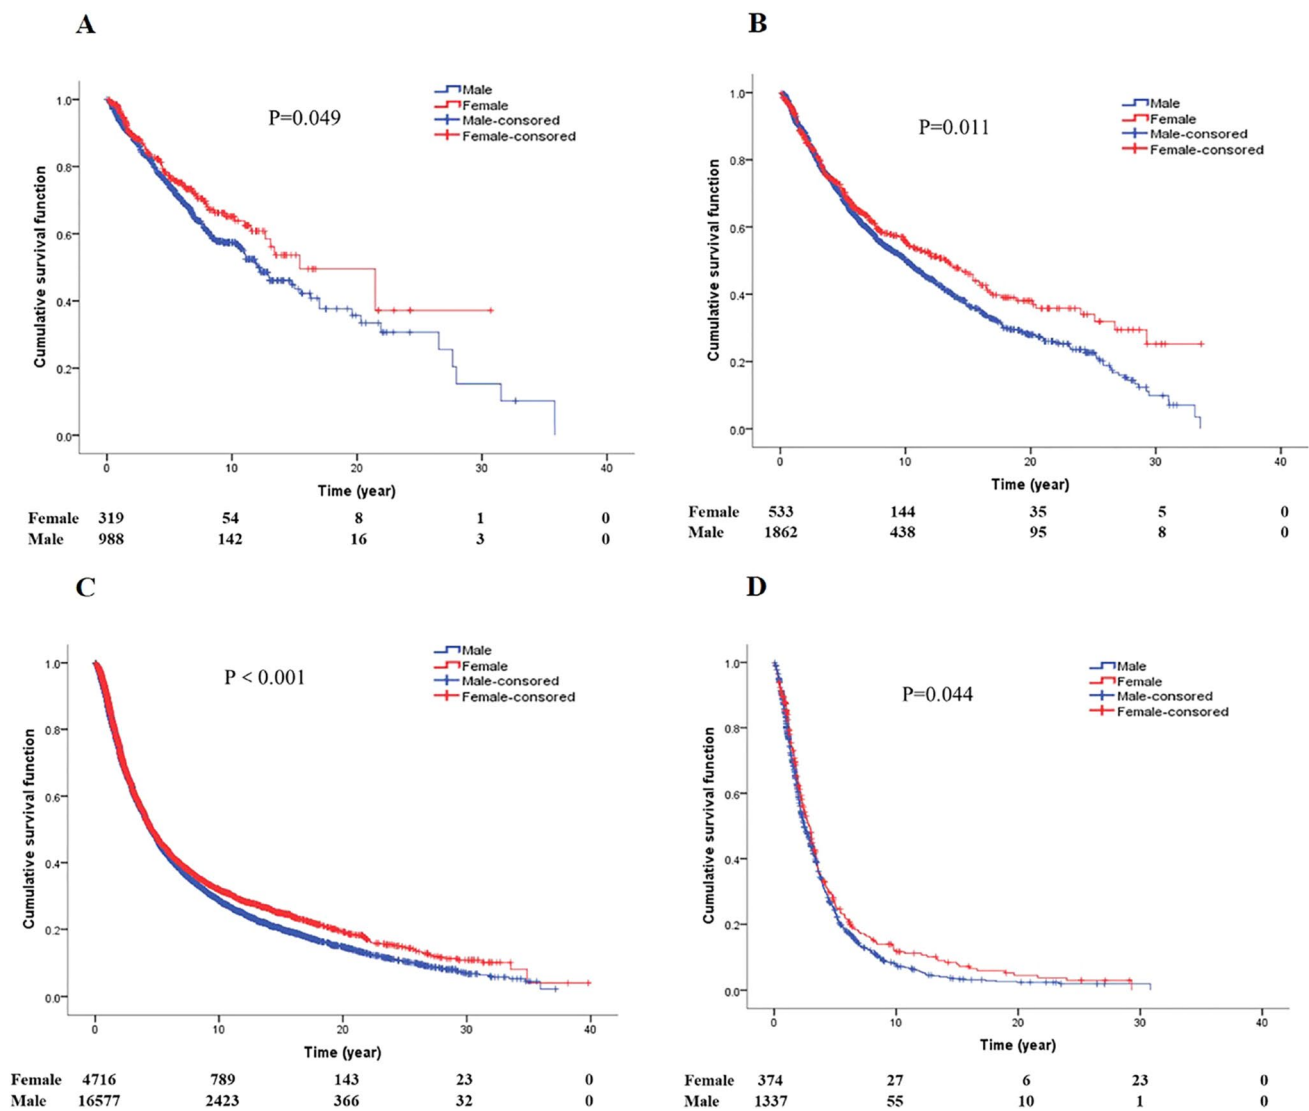 A
P=0.049
Male
Female
Male-consored
Female-consored
Cumulative survival function
1.0
0.8
0.6
0.4
0.2
0.0
0 10 20 30 40
Time (year)
Female 319 54 8 1 0
Male 988 142 16 3 0
B
P=0.011
Male
Female
Male-consored
Female-consored
Cumulative survival function
1.0
0.8
0.6
0.4
0.2
0.0
0 10 20 30 40
Time (year)
Female 533 144 35 5 0
Male 1862 438 95 8 0
C
P < 0.001
Male
Female
Male-consored
Female-consored
Cumulative survival function
1.0
0.8
0.6
0.4
0.2
0.0
0 10 20 30 40
Time (year)
Female 4716 789 143 23 0
Male 16577 2423 366 32 0
D
P=0.044
Male
Female
Male-consored
Female-consored
Cumulative survival function
1.0
0.8
0.6
0.4
0.2
0.0
0 10 20 30 40
Time (year)
Female 374 27 6 23 0
Male 1337 55 10 1 0